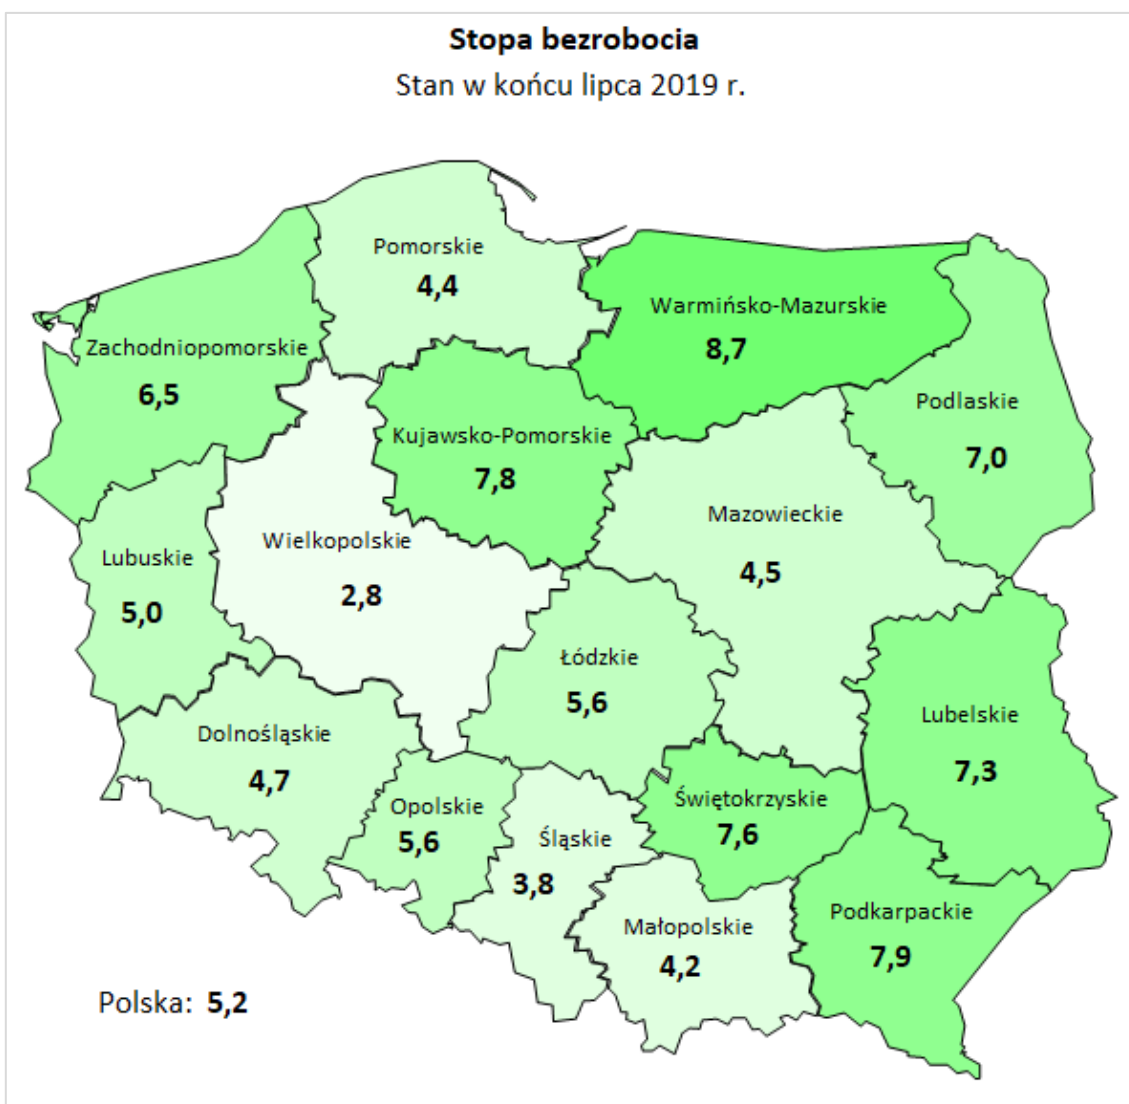 Stopa bezrobocia
Stan w końcu lipca 2019 r.
Pomorskie
4,4
Warmińsko-Mazurskie
8,7
Zachodniopomorskie
6,5
Podlaskie
7,0
Kujawsko-Pomorskie
7,8
Mazowieckie
4,5
Wielkopolskie
2,8
Lubuskie
5,0
Łódzkie
5,6
Lubelskie
7,3
Dolnośląskie
4,7
Opolskie
5,6
Świętokrzyskie
7,6
Śląskie
3,8
Podkarpackie
7,9
Małopolskie
4,2
Polska: 5,2